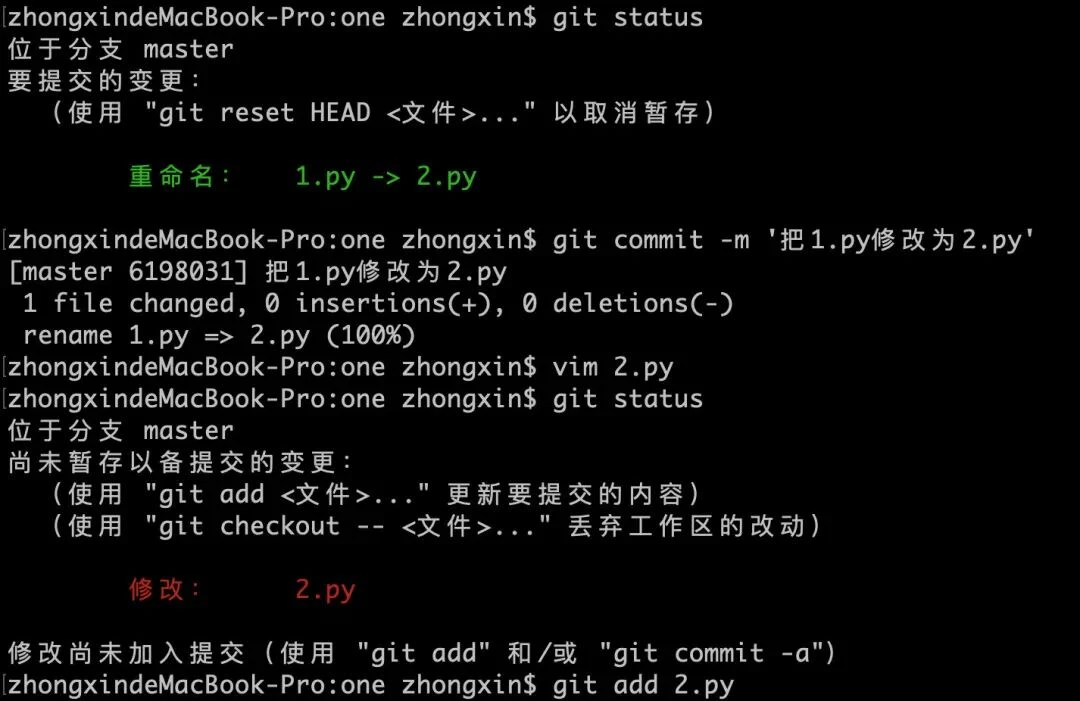 zhongxindeMacBook-Pro:one zhongxin$ git status
位于分支 master
要提交的变更：
（使用 "git reset HEAD <文件>..." 以取消暂存）
重命名： 1.py -> 2.py
zhongxindeMacBook-Pro:one zhongxin$ git commit -m '把1.py修改为2.py'
[master 6198031] 把1.py修改为2.py
1 file changed, 0 insertions(+), 0 deletions(-)
rename 1.py => 2.py (100%)
zhongxindeMacBook-Pro:one zhongxin$ vim 2.py
zhongxindeMacBook-Pro:one zhongxin$ git status
位于分支 master
尚未暂存以备提交的变更：
（使用 "git add <文件>..." 更新要提交的内容）
（使用 "git checkout -- <文件>..." 丢弃工作区的改动）
修改： 2.py
修改尚未加入提交（使用 "git add" 和/或 "git commit -a"）
zhongxindeMacBook-Pro:one zhongxin$ git add 2.py